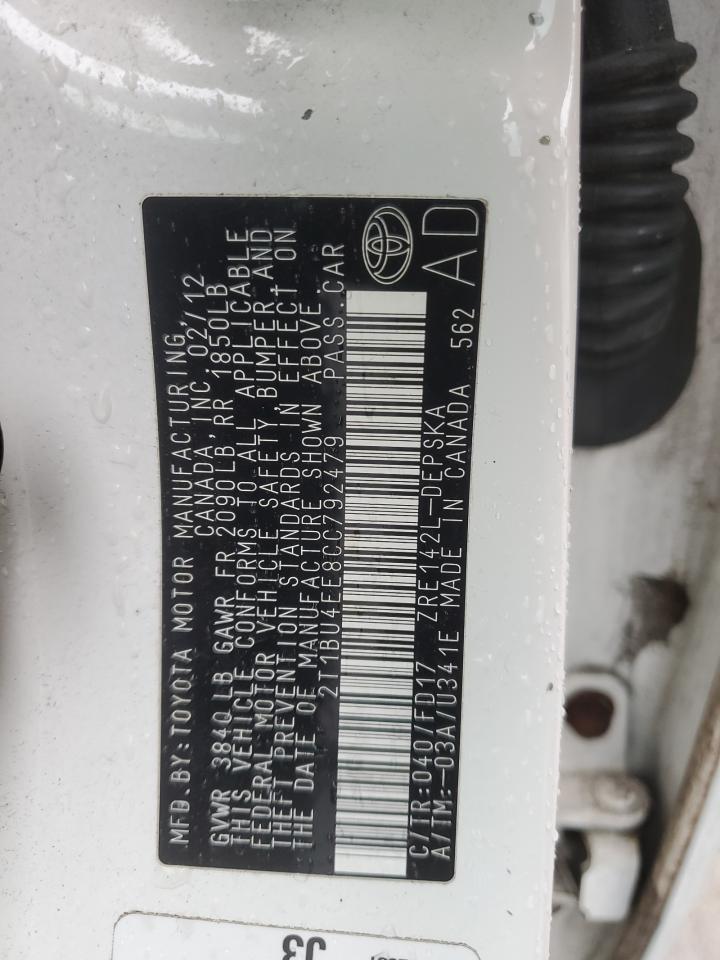 MFD. BY: TOYOTA MOTOR MANUFACTURING,
CANADA, INC. 02/12
GVWR 3840LB GAWR FR 2090LB, RR 1850LB
THIS VEHICLE CONFORMS TO ALL APPLICABLE
FEDERAL MOTOR VEHICLE SAFETY, BUMPER, AND
THEFT PREVENTION STANDARDS IN EFFECT ON
THE DATE OF MANUFACTURE SHOWN ABOVE.
2T1BU4EE8CC792479 PASS. CAR
C/TR:040/FD17 ZRE142L-DEPSKA
A/TM:-03A/U341E MADE IN CANADA 562
AD
J3